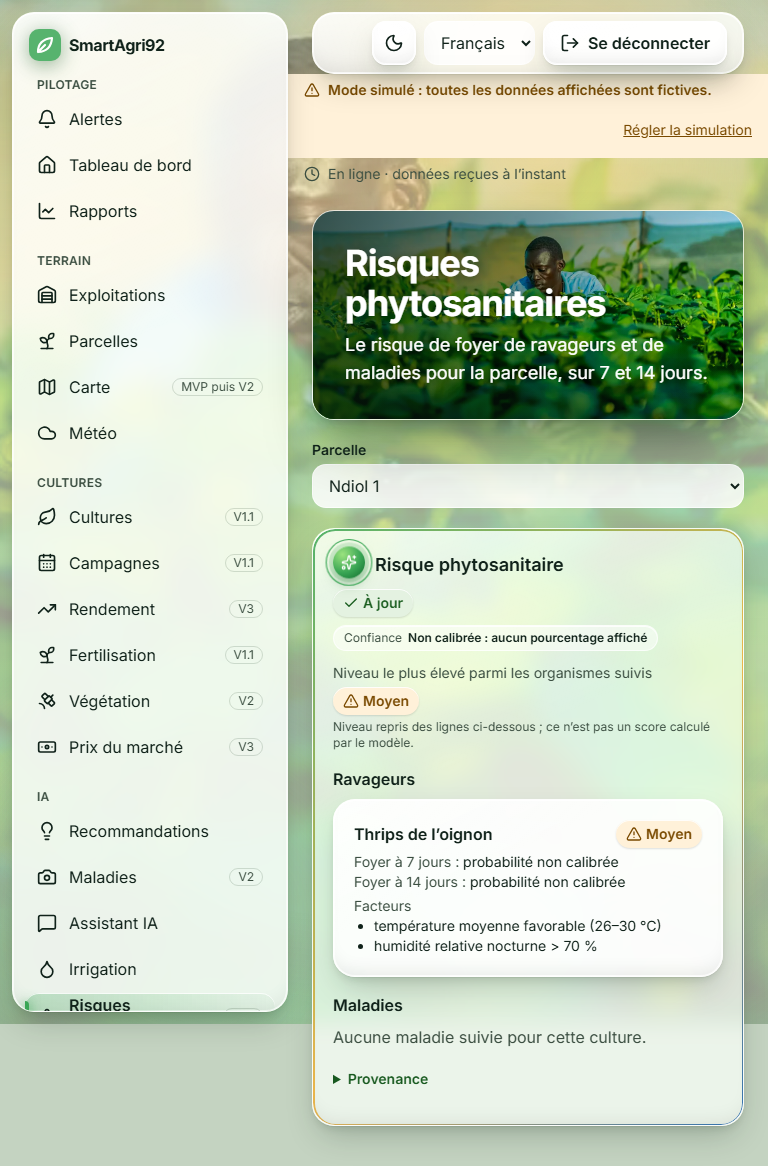 SmartAgri92
PILOTAGE
Alertes
Tableau de bord
Rapports
TERRAIN
Exploitations
Parcelles
Carte MVP puis V2
Météo
CULTURES
Cultures V1.1
Campagnes V1.1
Rendement V3
Fertilisation V1.1
Végétation V2
Prix du marché V3
IA
Recommandations
Maladies V2
Assistant IA
Irrigation
Risques
Français
Se déconnecter
Mode simulé : toutes les données affichées sont fictives.
Régler la simulation
En ligne · données reçues à l’instant
Risques
phytosanitaires
Le risque de foyer de ravageurs et de
maladies pour la parcelle, sur 7 et 14 jours.
Parcelle
Ndiol 1
Risque phytosanitaire
À jour
Confiance Non calibrée : aucun pourcentage affiché
Niveau le plus élevé parmi les organismes suivis
Moyen
Niveau repris des lignes ci-dessous ; ce n’est pas un score calculé
par le modèle.
Ravageurs
Thrips de l’oignon Moyen
Foyer à 7 jours : probabilité non calibrée
Foyer à 14 jours : probabilité non calibrée
Facteurs
• température moyenne favorable (26–30 °C)
• humidité relative nocturne > 70 %
Maladies
Aucune maladie suivie pour cette culture.
Provenance